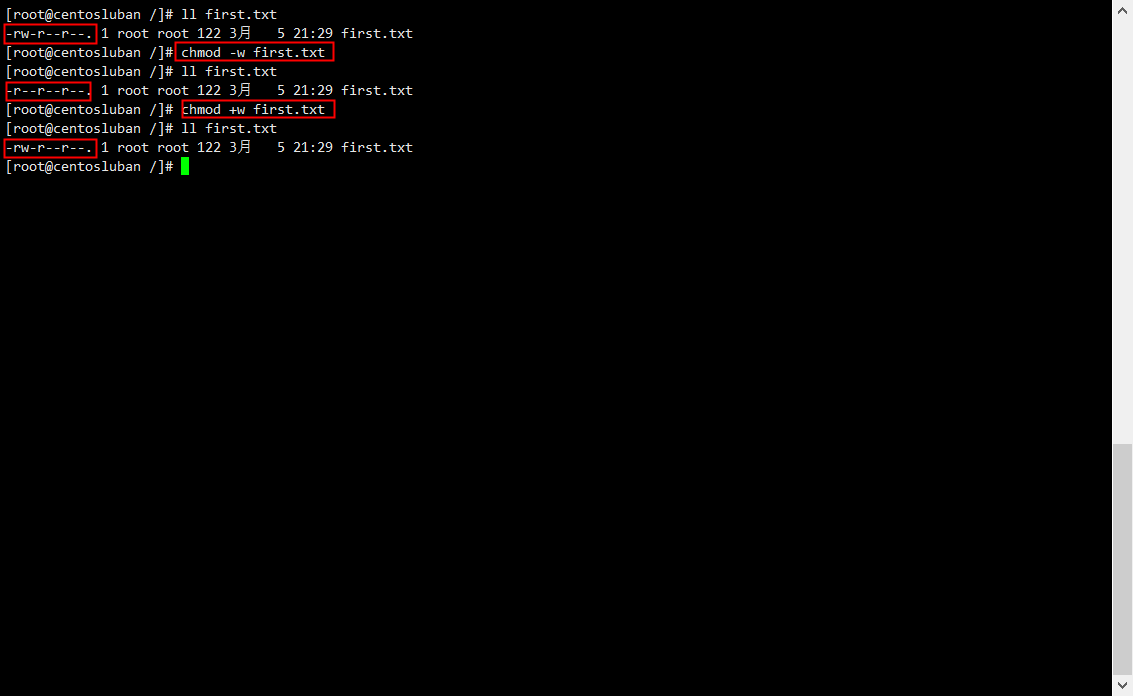 [root@centosluban /]# ll first.txt
-rw-r--r--. 1 root root 122 3月   5 21:29 first.txt
[root@centosluban /]# chmod -w first.txt
[root@centosluban /]# ll first.txt
-r--r--r--. 1 root root 122 3月   5 21:29 first.txt
[root@centosluban /]# chmod +w first.txt
[root@centosluban /]# ll first.txt
-rw-r--r--. 1 root root 122 3月   5 21:29 first.txt
[root@centosluban /]#